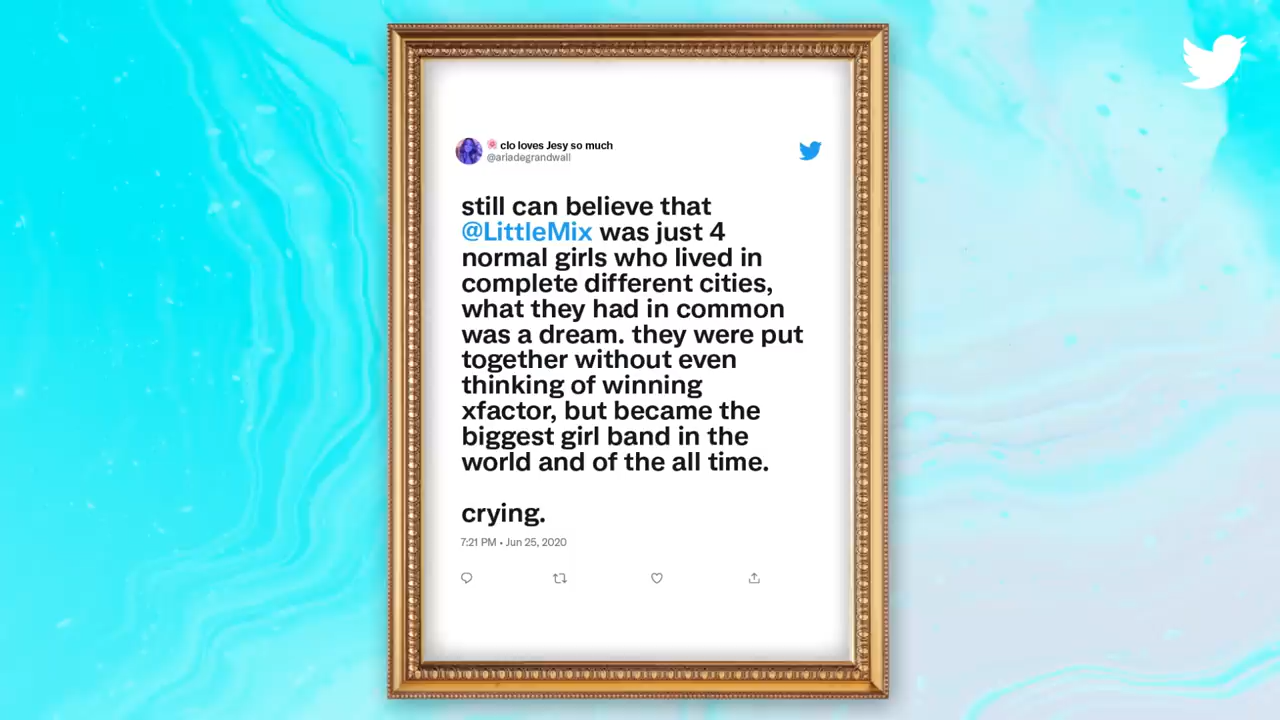 🌸 clo loves Jesy so much
@ariadegrandwall
still can believe that
@LittleMix was just 4
normal girls who lived in
complete different cities,
what they had in common
was a dream. they were put
together without even
thinking of winning
xfactor, but became the
biggest girl band in the
world and of the all time.
crying.
7:21 PM • Jun 25, 2020